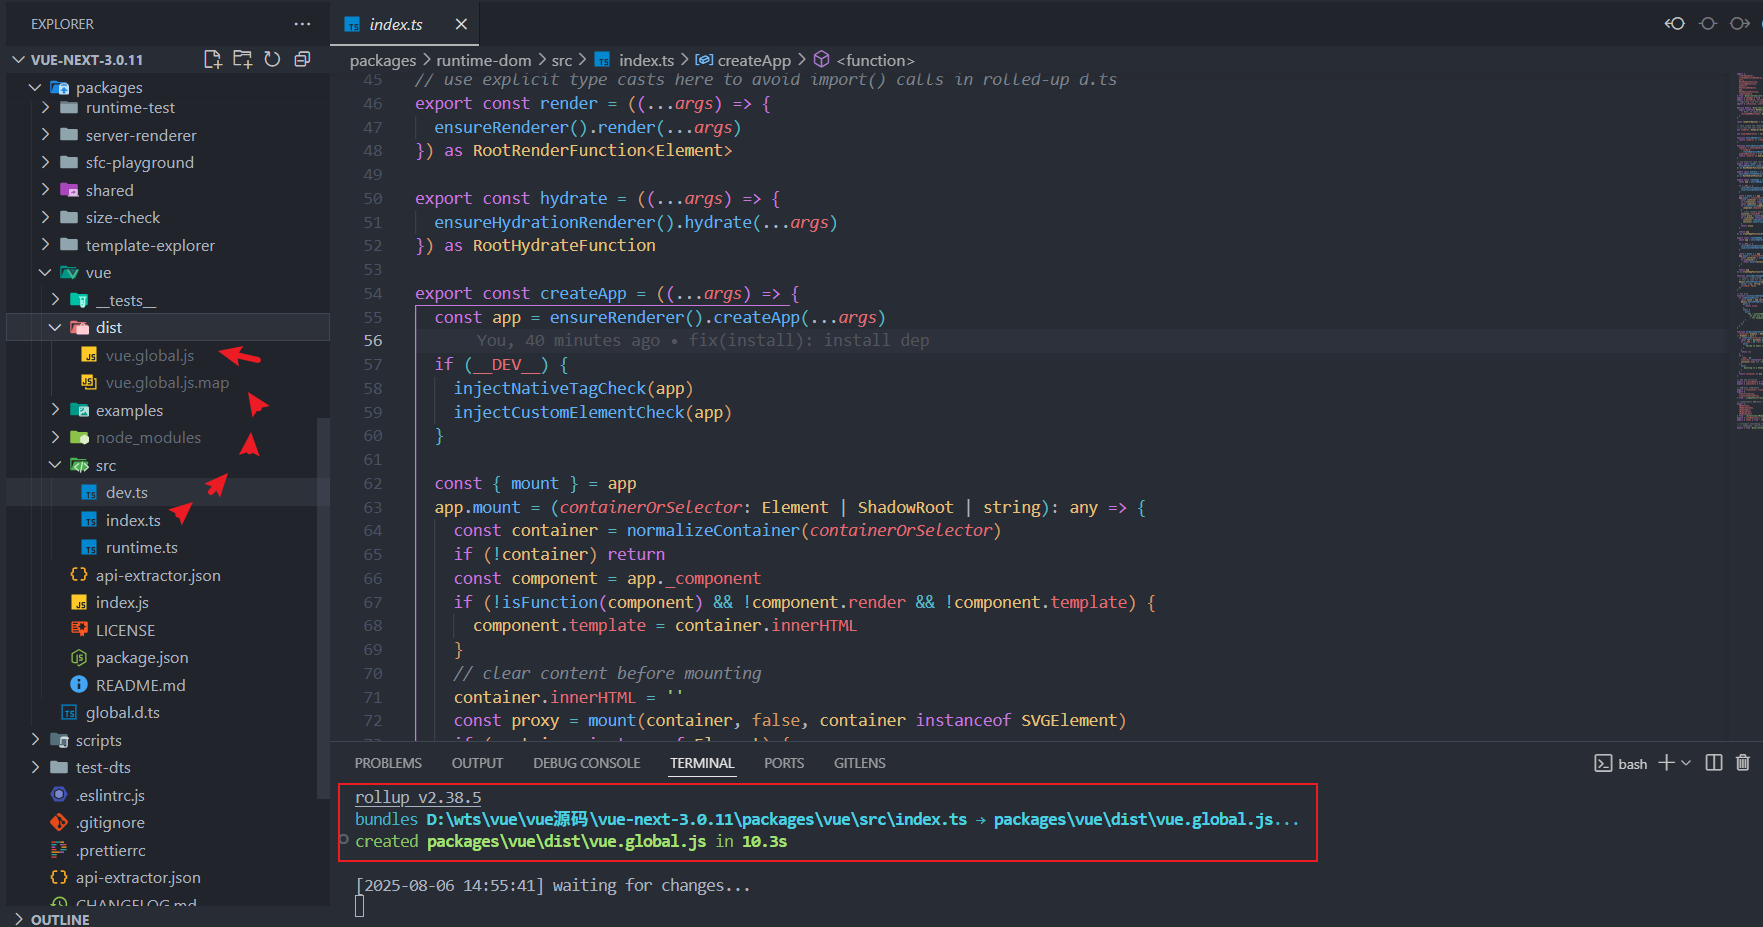 EXPLORER
VUE-NEXT-3.0.11
packages
runtime-test
server-renderer
sfc-playground
shared
size-check
template-explorer
vue
__tests__
dist
vue.global.js
vue.global.js.map
examples
node_modules
src
dev.ts
index.ts
runtime.ts
api-extractor.json
index.js
LICENSE
package.json
README.md
global.d.ts
scripts
test-dts
.eslintrc.js
.gitignore
.prettierrc
api-extractor.json
CHANGELOG.md
OUTLINE
index.ts
packages > runtime-dom > src > index.ts > createApp > <function>
45 // use explicit type casts here to avoid import() calls in rolled-up d.ts
46 export const render = ((...args) => {
47 ensureRenderer().render(...args)
48 }) as RootRenderFunction<Element>
49
50 export const hydrate = ((...args) => {
51 ensureHydrationRenderer().hydrate(...args)
52 }) as RootHydrateFunction
53
54 export const createApp = ((...args) => {
55 const app = ensureRenderer().createApp(...args)
56 You, 40 minutes ago • fix(install): install dep
57 if (__DEV__) {
58 injectNativeTagCheck(app)
59 injectCustomElementCheck(app)
60 }
61
62 const { mount } = app
63 app.mount = (containerOrSelector: Element | ShadowRoot | string): any => {
64 const container = normalizeContainer(containerOrSelector)
65 if (!container) return
66 const component = app._component
67 if (!isFunction(component) && !component.render && !component.template) {
68 component.template = container.innerHTML
69 }
70 // clear content before mounting
71 container.innerHTML = ''
72 const proxy = mount(container, false, container instanceof SVGElement)
PROBLEMS OUTPUT DEBUG CONSOLE TERMINAL PORTS GITLENS
bash
rollup v2.38.5
bundles D:\wts\vue\vue源码\vue-next-3.0.11\packages\vue\src\index.ts → packages\vue\dist\vue.global.js...
created packages\vue\dist\vue.global.js in 10.3s
[2025-08-06 14:55:41] waiting for changes...